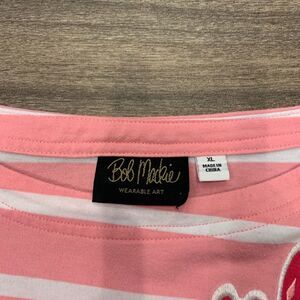 Bob Mackie
WEARABLE ART
XL
MADE IN
CHINA